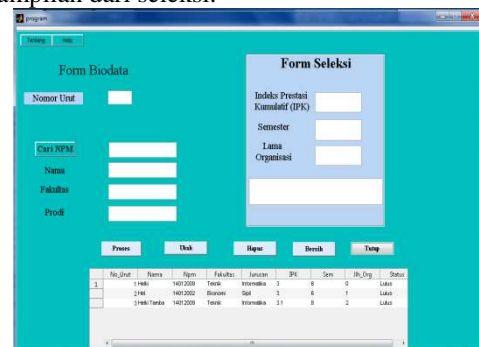 ampilan dari seleksi.
program
Tentang Help
Form Biodata
Form Seleksi
Nomor Urut
Indeks Prestasi
Kumulatif (IPK)
Semester
Lama
Organisasi
Cari NPM
Nama
Fakultas
Prodi
Proses Ubah Hapus Bersih Tutup
No_Urut Nama Npm Fakultas Jurusan IPK Sem Jlh_Org Status
1 1 Heiki 14012009 Teknik Informatika 3 8 0 Lulus
2 Hel 14012002 Ekonomi Sipil 3 6 1 Lulus
3 Heiki Tamba 14012009 Teknik Informatika 3.1 8 2 Lulus